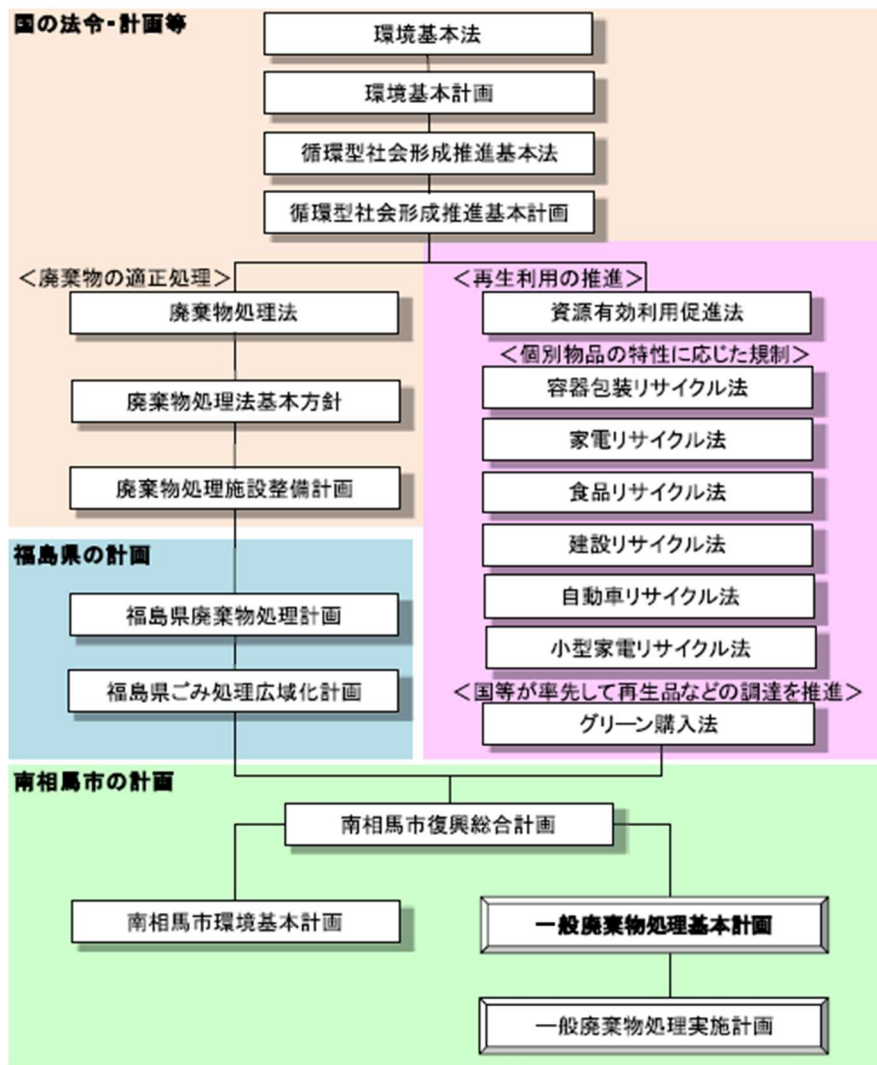 国の法令・計画等
環境基本法
環境基本計画
循環型社会形成推進基本法
循環型社会形成推進基本計画
＜廃棄物の適正処理＞
廃棄物処理法
廃棄物処理法基本方針
廃棄物処理施設整備計画
＜再生利用の推進＞
資源有効利用促進法
＜個別物品の特性に応じた規制＞
容器包装リサイクル法
家電リサイクル法
食品リサイクル法
建設リサイクル法
自動車リサイクル法
小型家電リサイクル法
＜国等が率先して再生品などの調達を推進＞
グリーン購入法
福島県の計画
福島県廃棄物処理計画
福島県ごみ処理広域化計画
南相馬市の計画
南相馬市復興総合計画
南相馬市環境基本計画
一般廃棄物処理基本計画
一般廃棄物処理実施計画